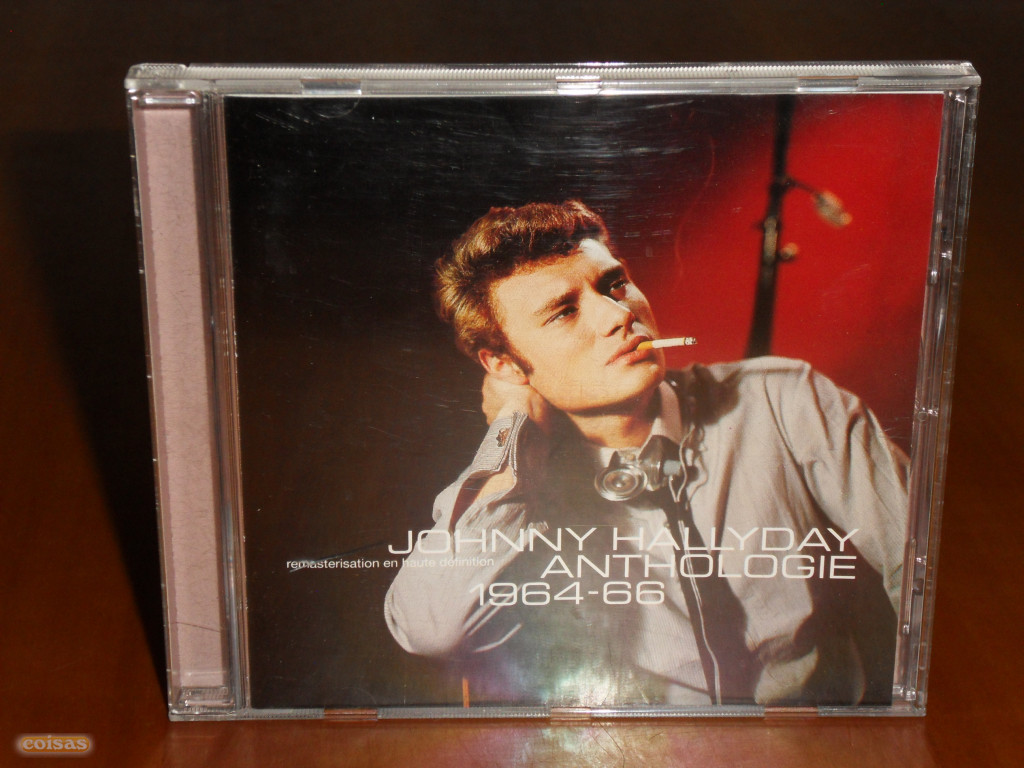 JOHNNY HALLYDAY
remasterisation en haute définition
ANTHOLOGIE
1964-66
coisas